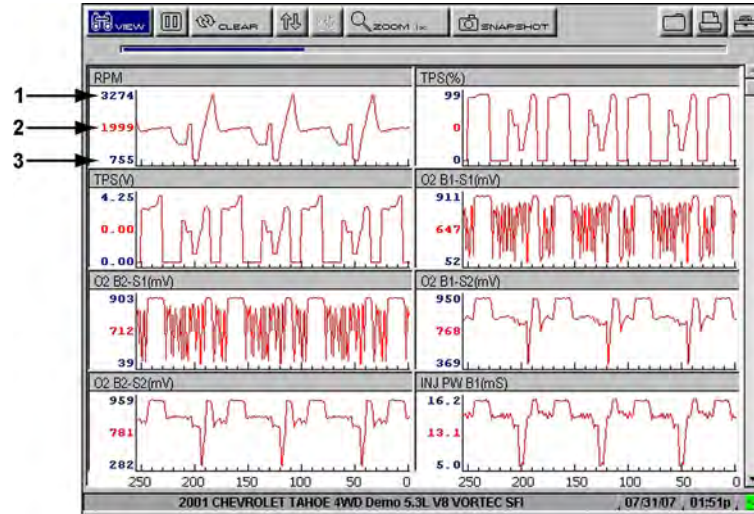 VIEW CLEAR ZOOM 1x SNAPSHOT
RPM TPS(%)
1 3274 99
2 1999 0
3 755 0
TPS(V) O2 B1-S1(mV)
4.25 911
0.00 647
0.00 52
O2 B2-S1(mV) O2 B1-S2(mV)
903 950
712 768
39 369
O2 B2-S2(mV) INJ PW B1(mS)
959 16.2
781 13.1
282 5.0
250 200 150 100 50 0 250 200 150 100 50 0
2001 CHEVROLET TAHOE 4WD Demo 5.3L V8 VORTEC SFI 07/31/07 01:51p